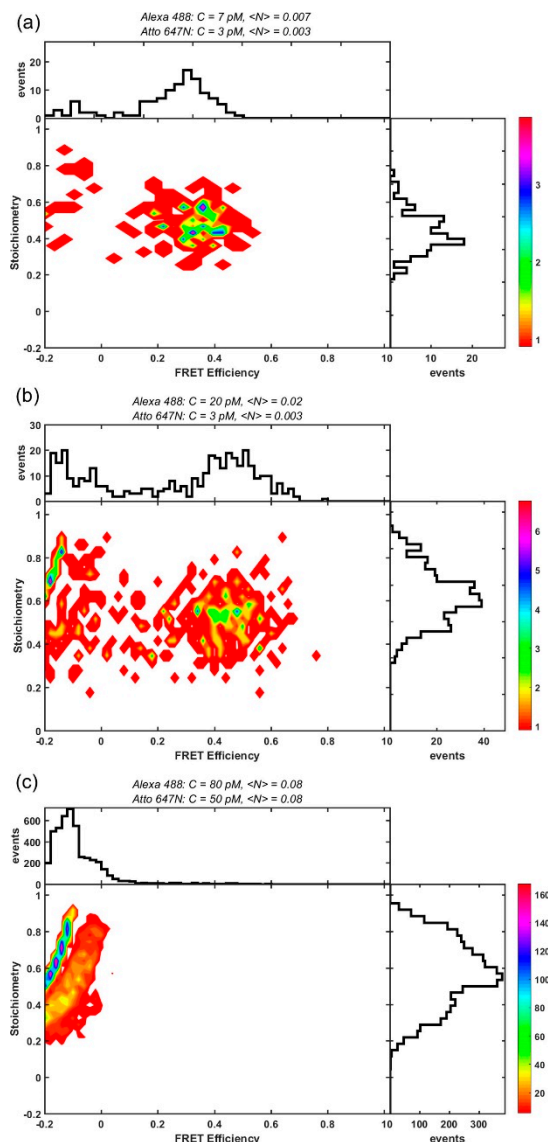 (a)
Alexa 488: C = 7 pM, <N> = 0.007
Atto 647N: C = 3 pM, <N> = 0.003
events
20
10
0
1
0.8
0.6
0.4
0.2
0
-0.2
Stoichiometry
-0.2 0 0.2 0.4 0.6 0.8 10 10 20
FRET Efficiency events
3
2
1
(b)
Alexa 488: C = 20 pM, <N> = 0.02
Atto 647N: C = 3 pM, <N> = 0.003
events
30
20
10
0
1
0.8
0.6
0.4
0.2
0
Stoichiometry
-0.2 0 0.2 0.4 0.6 0.8 10 20 40
FRET Efficiency events
6
5
4
3
2
1
(c)
Alexa 488: C = 80 pM, <N> = 0.08
Atto 647N: C = 50 pM, <N> = 0.08
events
600
400
200
0
1
0.8
0.6
0.4
0.2
0
-0.2
Stoichiometry
-0.2 0 0.2 0.4 0.6 0.8 10 100 200 300
FRET Efficiency events
160
140
120
100
80
60
40
20